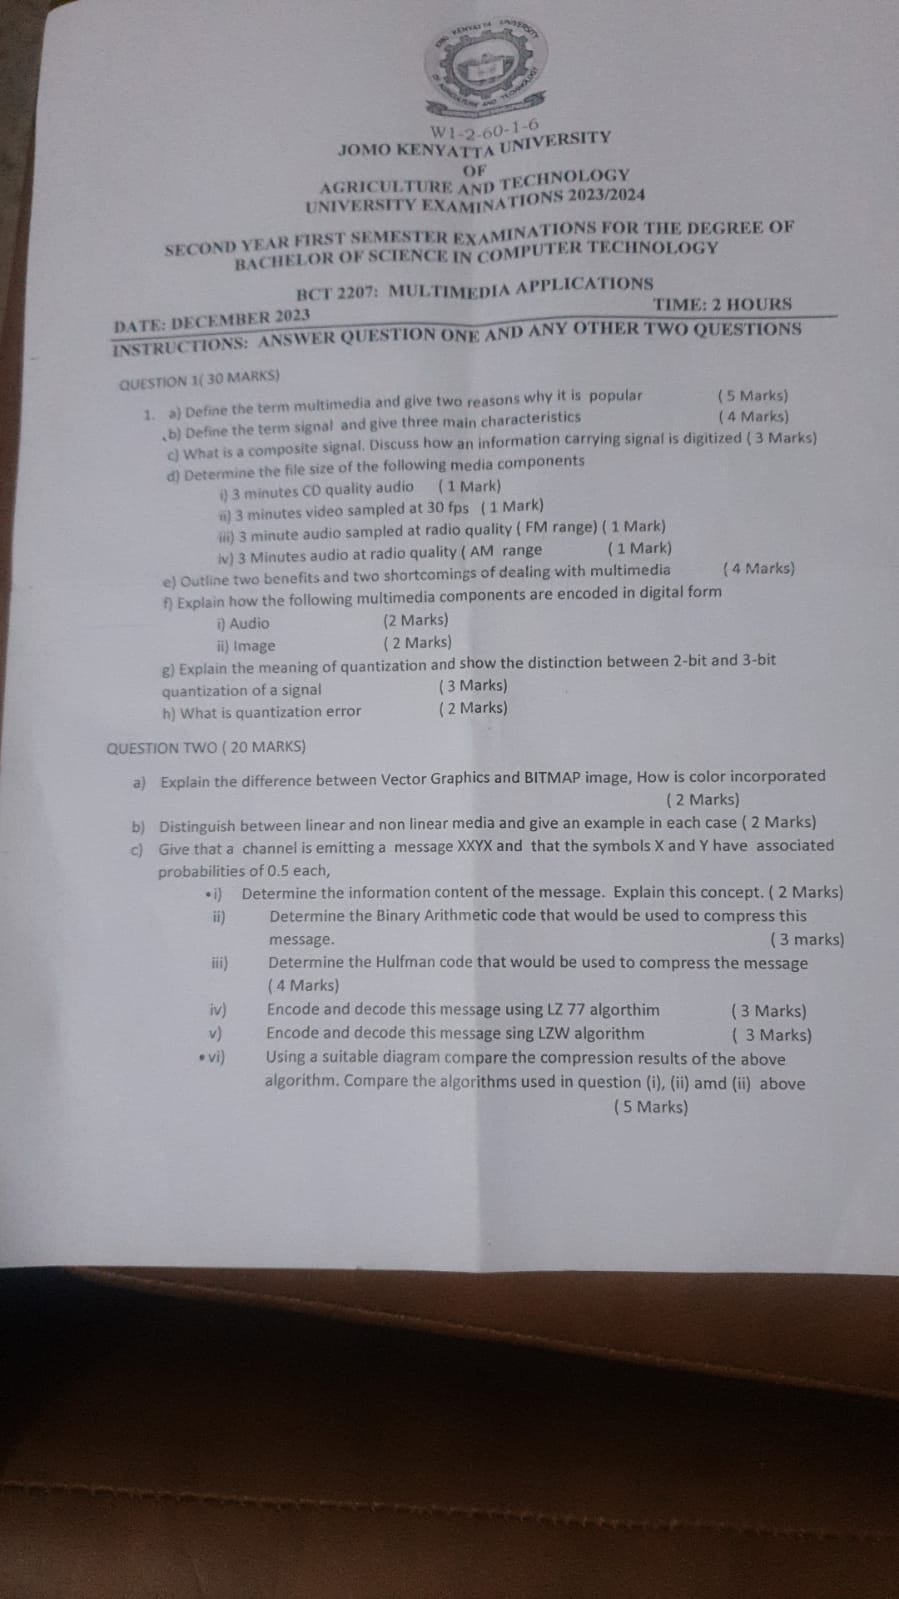 JOMO KENYATTA UNIVERSITY
OF AGRICULTURE AND TECHNOLOGY
W1-2-60-1-6
JOMO KENYATTA UNIVERSITY
OF
AGRICULTURE AND TECHNOLOGY
UNIVERSITY EXAMINATIONS 2023/2024
SECOND YEAR FIRST SEMESTER EXAMINATIONS FOR THE DEGREE OF
BACHELOR OF SCIENCE IN COMPUTER TECHNOLOGY
BCT 2207: MULTIMEDIA APPLICATIONS
DATE: DECEMBER 2023 TIME: 2 HOURS
INSTRUCTIONS: ANSWER QUESTION ONE AND ANY OTHER TWO QUESTIONS
QUESTION 1( 30 MARKS)
1. a) Define the term multimedia and give two reasons why it is popular ( 5 Marks)
b) Define the term signal and give three main characteristics ( 4 Marks)
c) What is a composite signal. Discuss how an information carrying signal is digitized ( 3 Marks)
d) Determine the file size of the following media components
i) 3 minutes CD quality audio ( 1 Mark)
ii) 3 minutes video sampled at 30 fps ( 1 Mark)
iii) 3 minute audio sampled at radio quality ( FM range) ( 1 Mark)
iv) 3 Minutes audio at radio quality ( AM range ( 1 Mark)
e) Outline two benefits and two shortcomings of dealing with multimedia ( 4 Marks)
f) Explain how the following multimedia components are encoded in digital form
i) Audio (2 Marks)
ii) Image ( 2 Marks)
g) Explain the meaning of quantization and show the distinction between 2-bit and 3-bit
quantization of a signal ( 3 Marks)
h) What is quantization error ( 2 Marks)
QUESTION TWO ( 20 MARKS)
a) Explain the difference between Vector Graphics and BITMAP image, How is color incorporated
( 2 Marks)
b) Distinguish between linear and non linear media and give an example in each case ( 2 Marks)
c) Give that a channel is emitting a message XXYX and that the symbols X and Y have associated
probabilities of 0.5 each,
i) Determine the information content of the message. Explain this concept. ( 2 Marks)
ii) Determine the Binary Arithmetic code that would be used to compress this
message. ( 3 marks)
iii) Determine the Hulfman code that would be used to compress the message
( 4 Marks)
iv) Encode and decode this message using LZ 77 algorthim ( 3 Marks)
v) Encode and decode this message sing LZW algorithm ( 3 Marks)
vi) Using a suitable diagram compare the compression results of the above
algorithm. Compare the algorithms used in question (i), (ii) amd (ii) above
( 5 Marks)